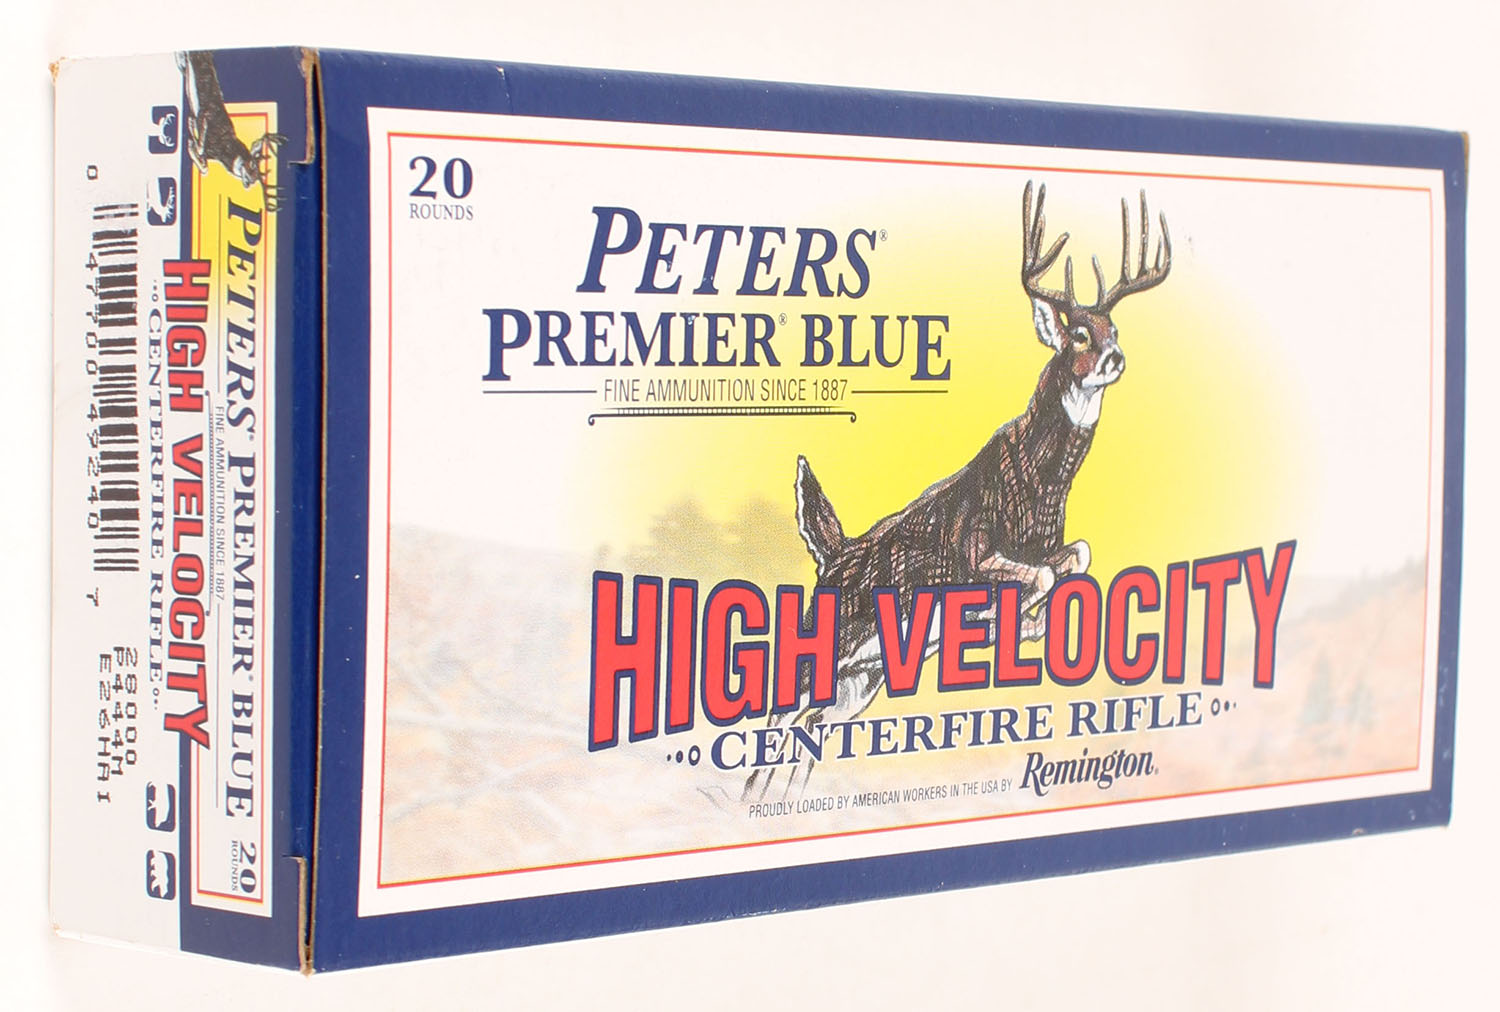 20
ROUNDS
PETERS®
PREMIER® BLUE
FINE AMMUNITION SINCE 1887
HIGH VELOCITY
CENTERFIRE RIFLE
PROUDLY LOADED BY AMERICAN WORKERS IN THE USA BY Remington®
PETERS® PREMIER® BLUE
20
ROUNDS
FINE AMMUNITION SINCE 1887
HIGH VELOCITY
CENTERFIRE RIFLE
0 47700 49240 7
28000
P444M